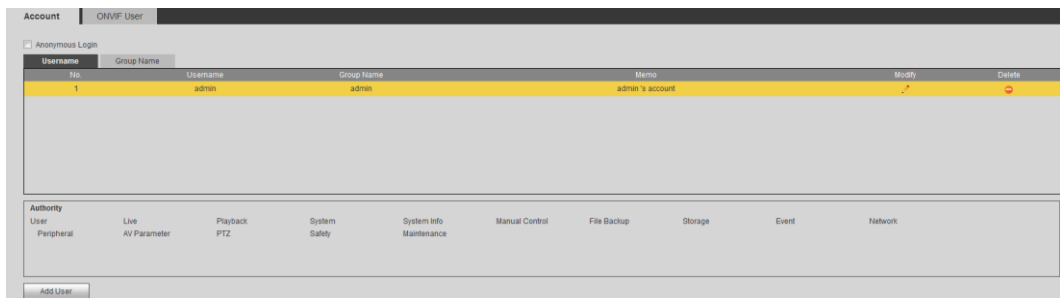 Account ONVIF User
Anonymous Login
Username Group Name
No. Username Group Name Memo Modify Delete
1 admin admin admin 's account
Authority
User Live Playback System System Info Manual Control File Backup Storage Event Network
Peripheral AV Parameter PTZ Safety Maintenance
Add User